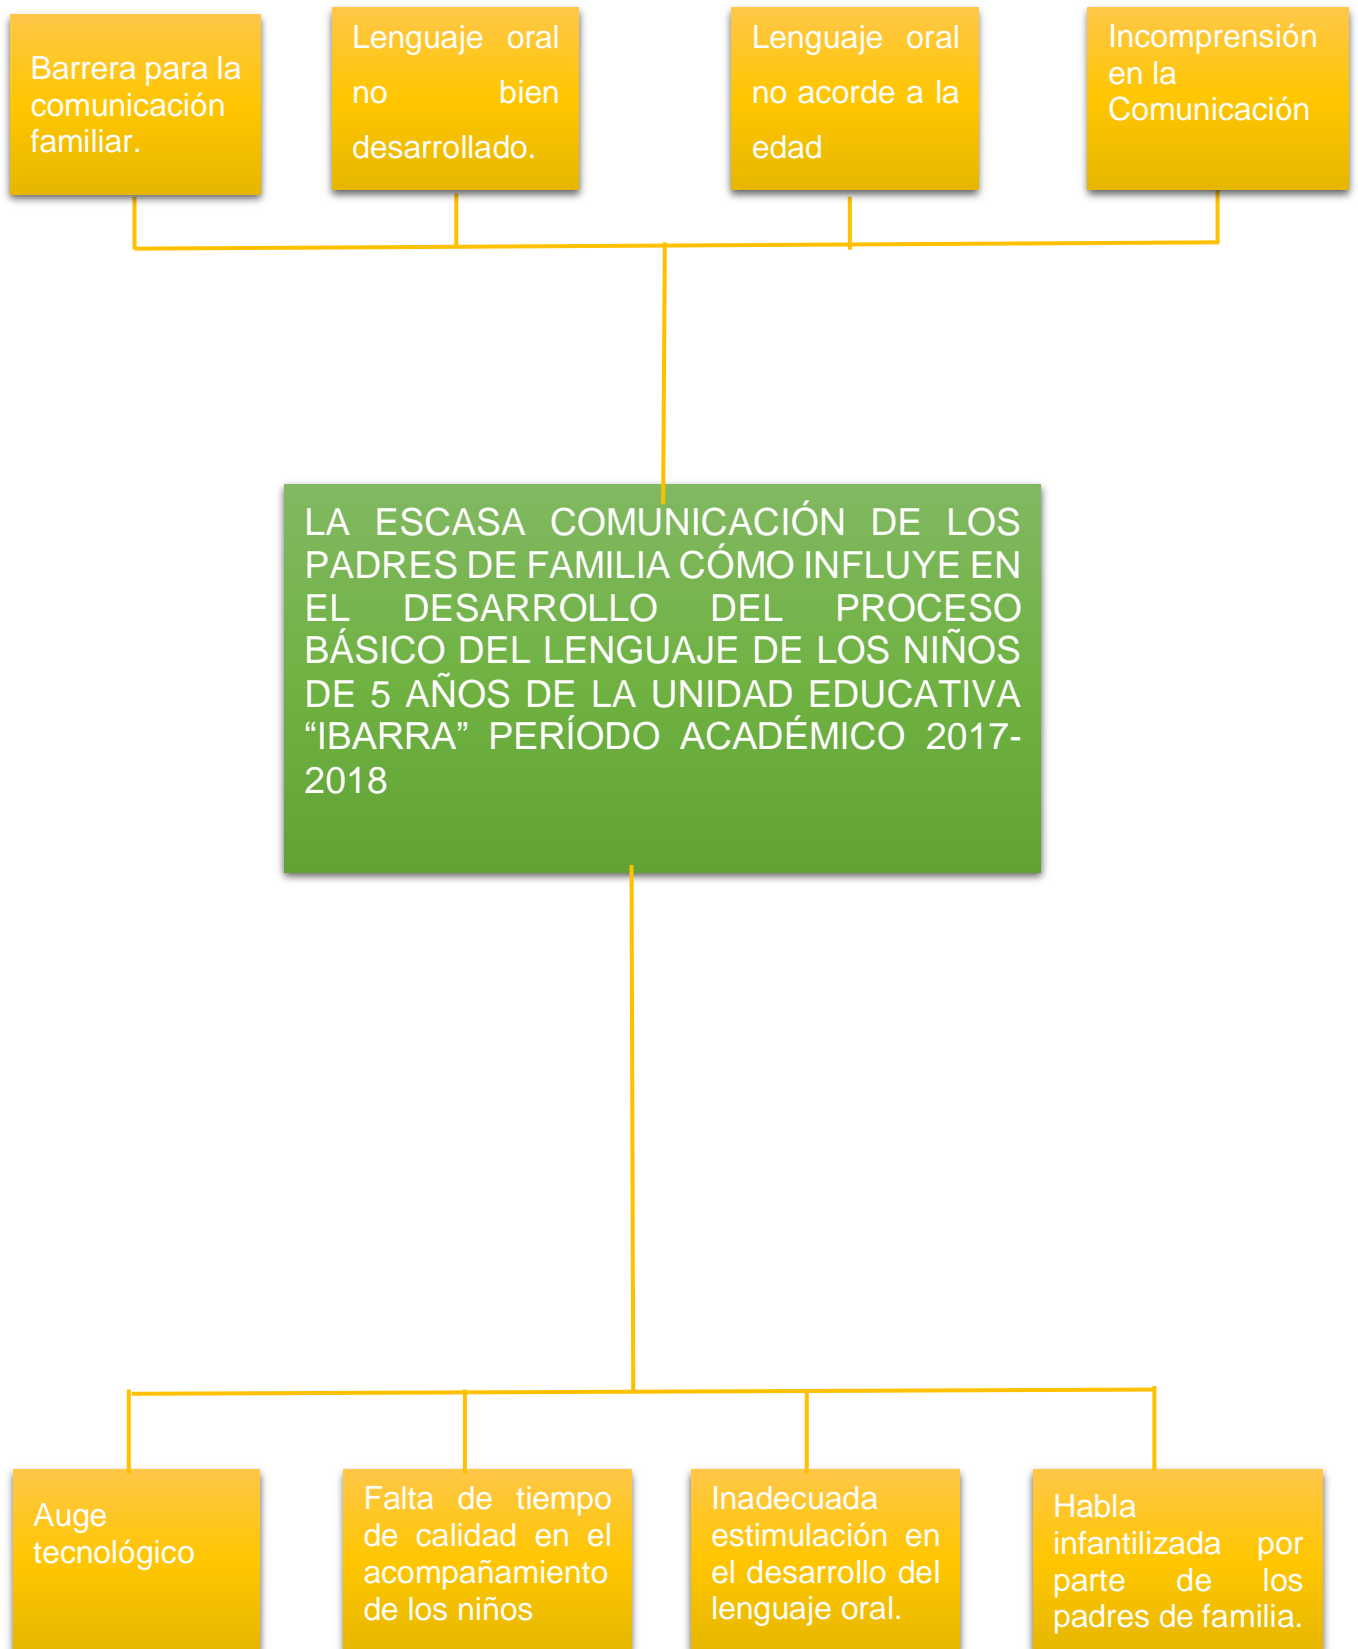 Barrera para la
comunicación
familiar.
Lenguaje oral
no bien
desarrollado.
Lenguaje oral
no acorde a la
edad
Incomprensión
en la
Comunicación
LA ESCASA COMUNICACIÓN DE LOS
PADRES DE FAMILIA CÓMO INFLUYE EN
EL DESARROLLO DEL PROCESO
BÁSICO DEL LENGUAJE DE LOS NIÑOS
DE 5 AÑOS DE LA UNIDAD EDUCATIVA
“IBARRA” PERÍODO ACADÉMICO 2017-
2018
Auge
tecnológico
Falta de tiempo
de calidad en el
acompañamiento
de los niños
Inadecuada
estimulación en
el desarrollo del
lenguaje oral.
Habla
infantilizada por
parte de los
padres de familia.